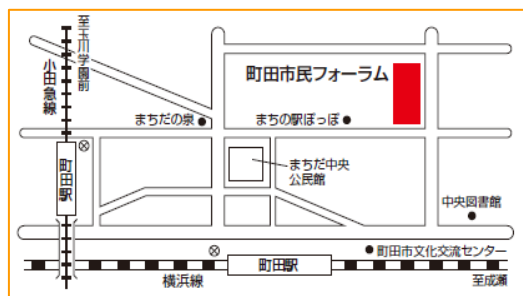 至玉川学園前
小田急線
町田駅
町田市民フォーラム
まちだの泉
まちの駅ぽっぽ
まちだ中央
公民館
中央図書館
町田市文化交流センター
町田駅
横浜線
至成瀬